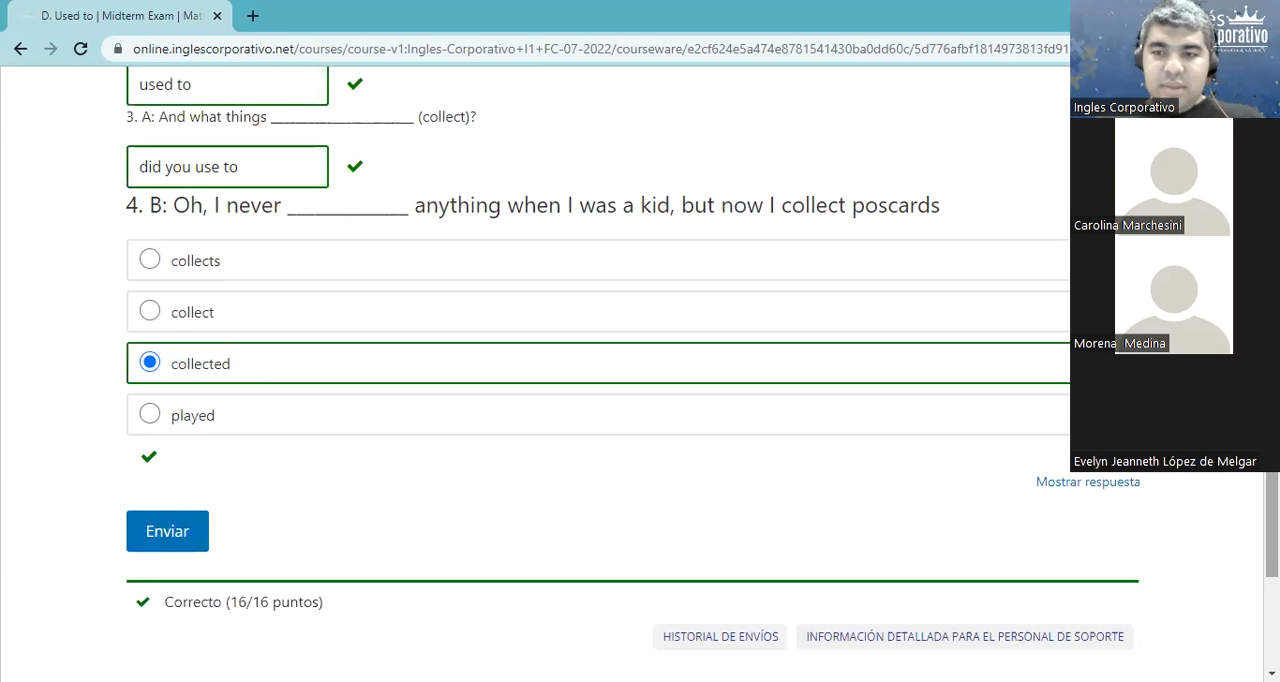 D. Used to | Midterm Exam | Mat
online.inglescorporativo.net/courses/course-v1:Ingles-Corporativo+I1+FC-07-2022/courseware/e2cf624e5a474e8781541430ba0dd60c/5d776afbf1814973813fd91
used to
3. A: And what things ____________________ (collect)?
did you use to
4. B: Oh, I never ____________ anything when I was a kid, but now I collect poscards
collects
collect
collected
played
Mostrar respuesta
Enviar
Correcto (16/16 puntos)
HISTORIAL DE ENVÍOS
INFORMACIÓN DETALLADA PARA EL PERSONAL DE SOPORTE
Ingles Corporativo
Carolina Marchesini
Morena Medina
Evelyn Jeanneth López de Melgar